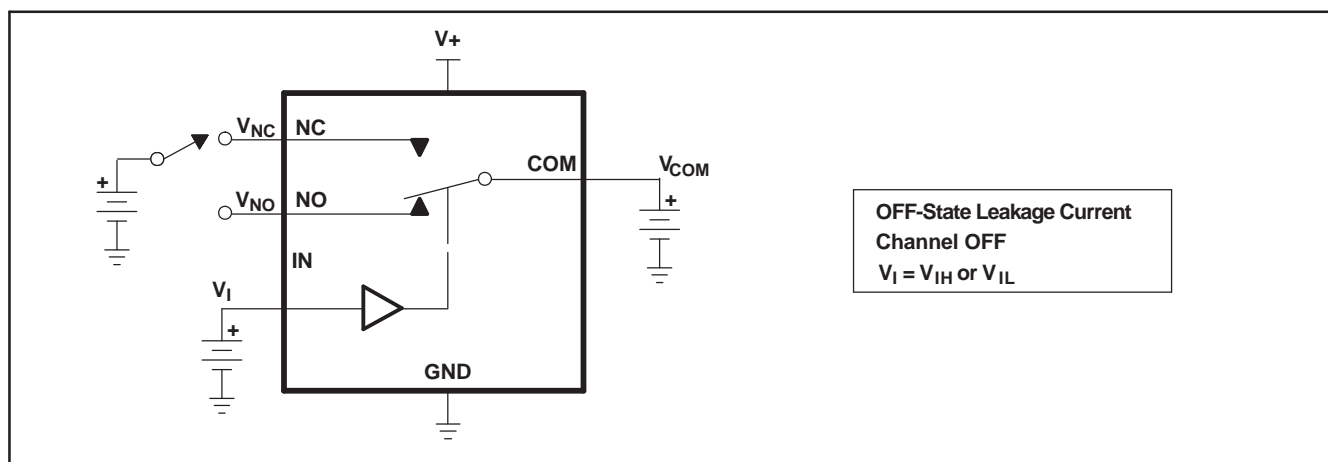 V+
VNC NC
COM VCOM
+
VNO NO
+
IN
VI
+
GND
OFF-State Leakage Current
Channel OFF
VI = VIH or VIL